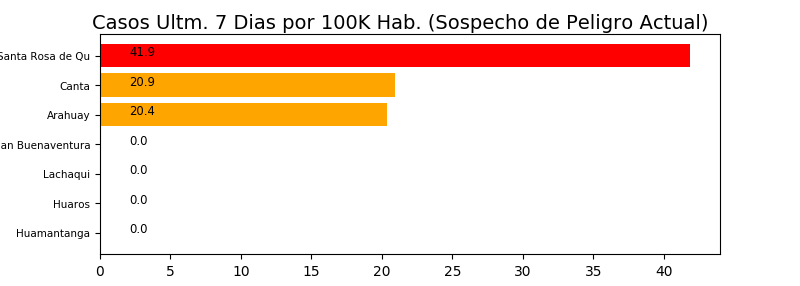 Casos Ultm. 7 Dias por 100K Hab. (Sospecho de Peligro Actual)
Santa Rosa de Qu 41.9
Canta 20.9
Arahuay 20.4
an Buenaventura 0.0
Lachaqui 0.0
Huaros 0.0
Huamantanga 0.0
0 5 10 15 20 25 30 35 40